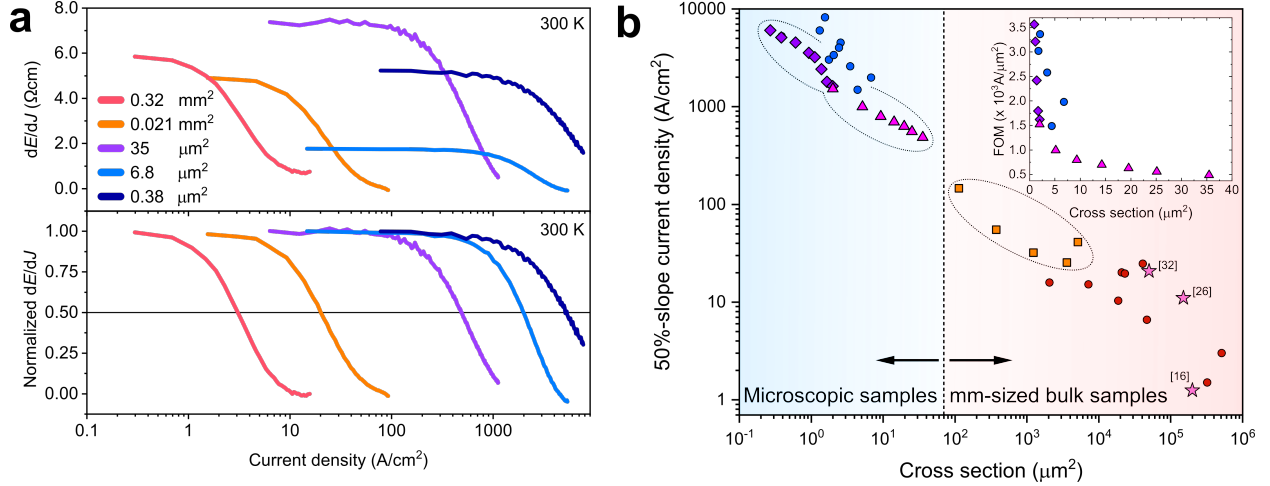 a
300 K
8.0
6.0
4.0
2.0
0.0
dE/dJ (Ωcm)
0.32 mm²
0.021 mm²
35 μm²
6.8 μm²
0.38 μm²
300 K
1.00
0.75
0.50
0.25
0.00
Normalized dE/dJ
0.1 1 10 100 1000
Current density (A/cm²)
b
10000
1000
100
10
1
50%-slope current density (A/cm²)
3.5
3.0
2.5
2.0
1.5
1.0
0.5
FOM (x 10³A/μm²)
0 5 10 15 20 25 30 35 40
Cross section (μm²)
[32]
[26]
[16]
Microscopic samples
mm-sized bulk samples
10⁻¹ 10⁰ 10¹ 10² 10³ 10⁴ 10⁵ 10⁶
Cross section (μm²)